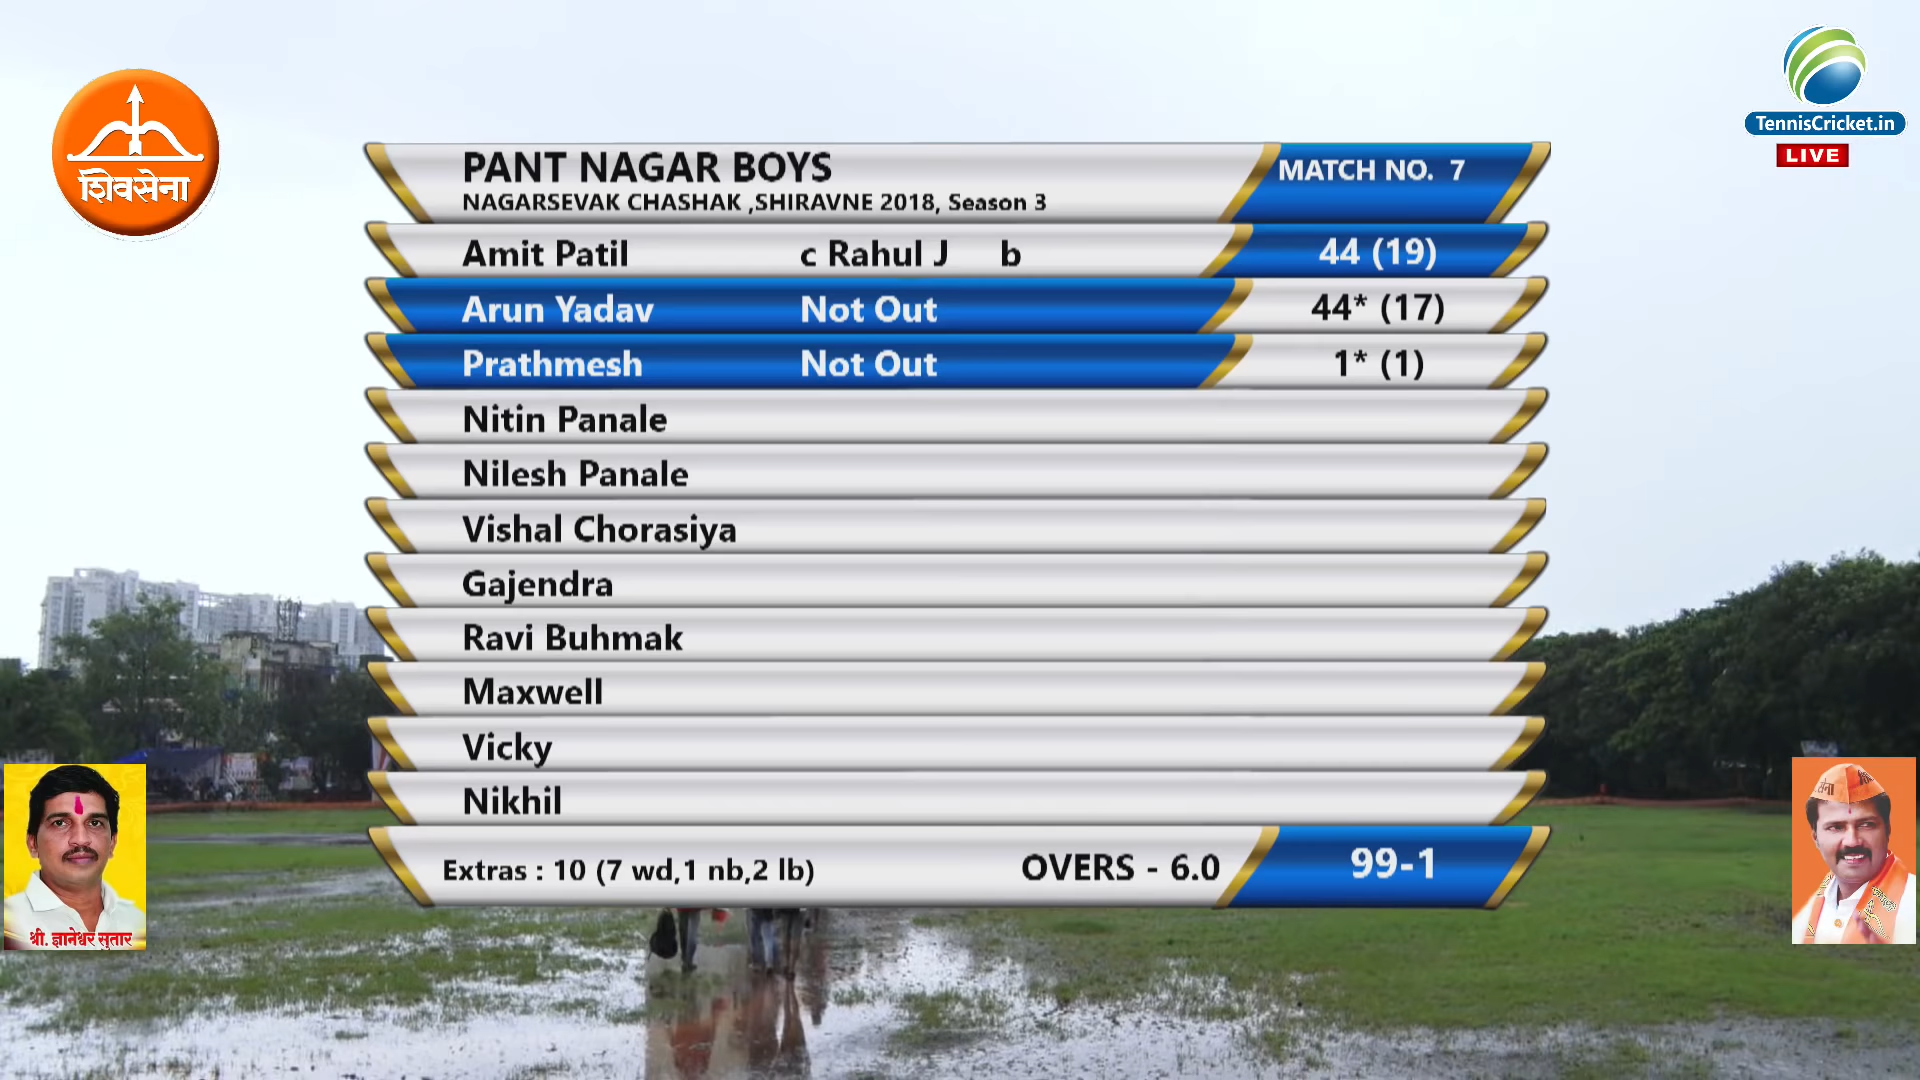 शिवसेना
TennisCricket.in
LIVE
PANT NAGAR BOYS
MATCH NO. 7
NAGARSEVAK CHASHAK ,SHIRAVNE 2018, Season 3
Amit Patil c Rahul J b 44 (19)
Arun Yadav Not Out 44* (17)
Prathmesh Not Out 1* (1)
Nitin Panale
Nilesh Panale
Vishal Chorasiya
Gajendra
Ravi Buhmak
Maxwell
Vicky
Nikhil
Extras : 10 (7 wd,1 nb,2 lb) OVERS - 6.0 99-1
श्री. ज्ञानेश्वर सुतार